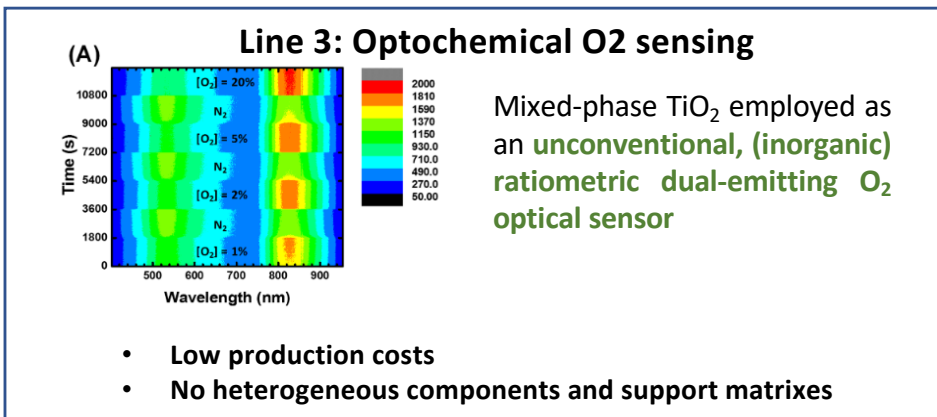 Line 3: Optochemical O2 sensing
(A)
[O₂] = 20%
N₂
[O₂] = 5%
N₂
[O₂] = 2%
N₂
[O₂] = 1%
10800
9000
7200
5400
3600
1800
0
Time (s)
500 600 700 800 900
Wavelength (nm)
2000
1810
1590
1370
1150
930.0
710.0
490.0
270.0
50.00
Mixed-phase TiO₂ employed as
an unconventional, (inorganic)
ratiometric dual-emitting O₂
optical sensor
• Low production costs
• No heterogeneous components and support matrixes